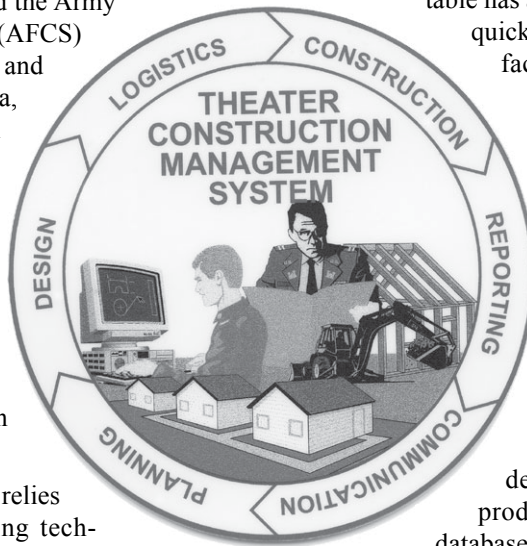 d the Army
(AFCS)
and
a,
n
relies
ng tech-
table has
quick
fac
de
prod
database
THEATER
CONSTRUCTION
MANAGEMENT
SYSTEM
LOGISTICS
CONSTRUCTION
REPORTING
COMMUNICATION
PLANNING
DESIGN